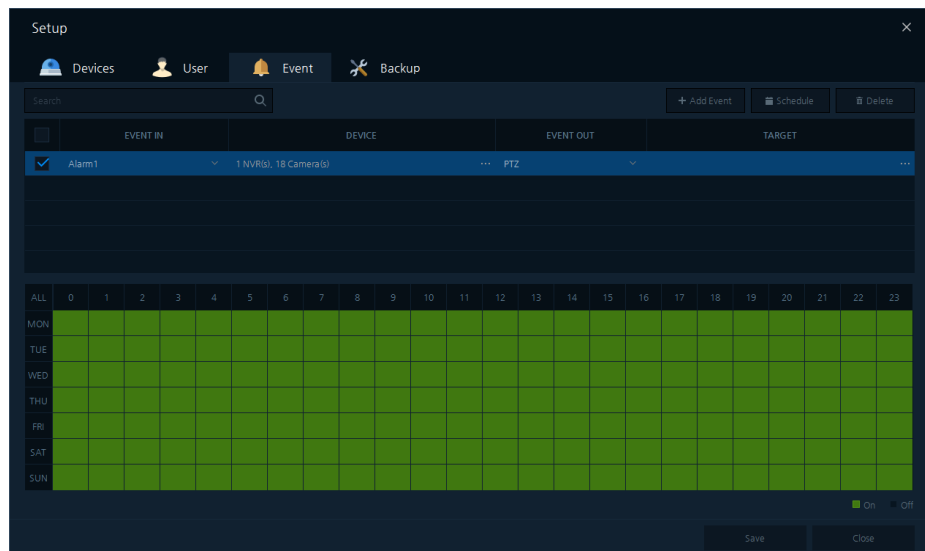 Setup
Devices User Event Backup
Search + Add Event Schedule Delete
EVENT IN DEVICE EVENT OUT TARGET
Alarm1 1 NVR(s), 18 Camera(s) ... PTZ ...
ALL 0 1 2 3 4 5 6 7 8 9 10 11 12 13 14 15 16 17 18 19 20 21 22 23
MON
TUE
WED
THU
FRI
SAT
SUN
On Off
Save Close